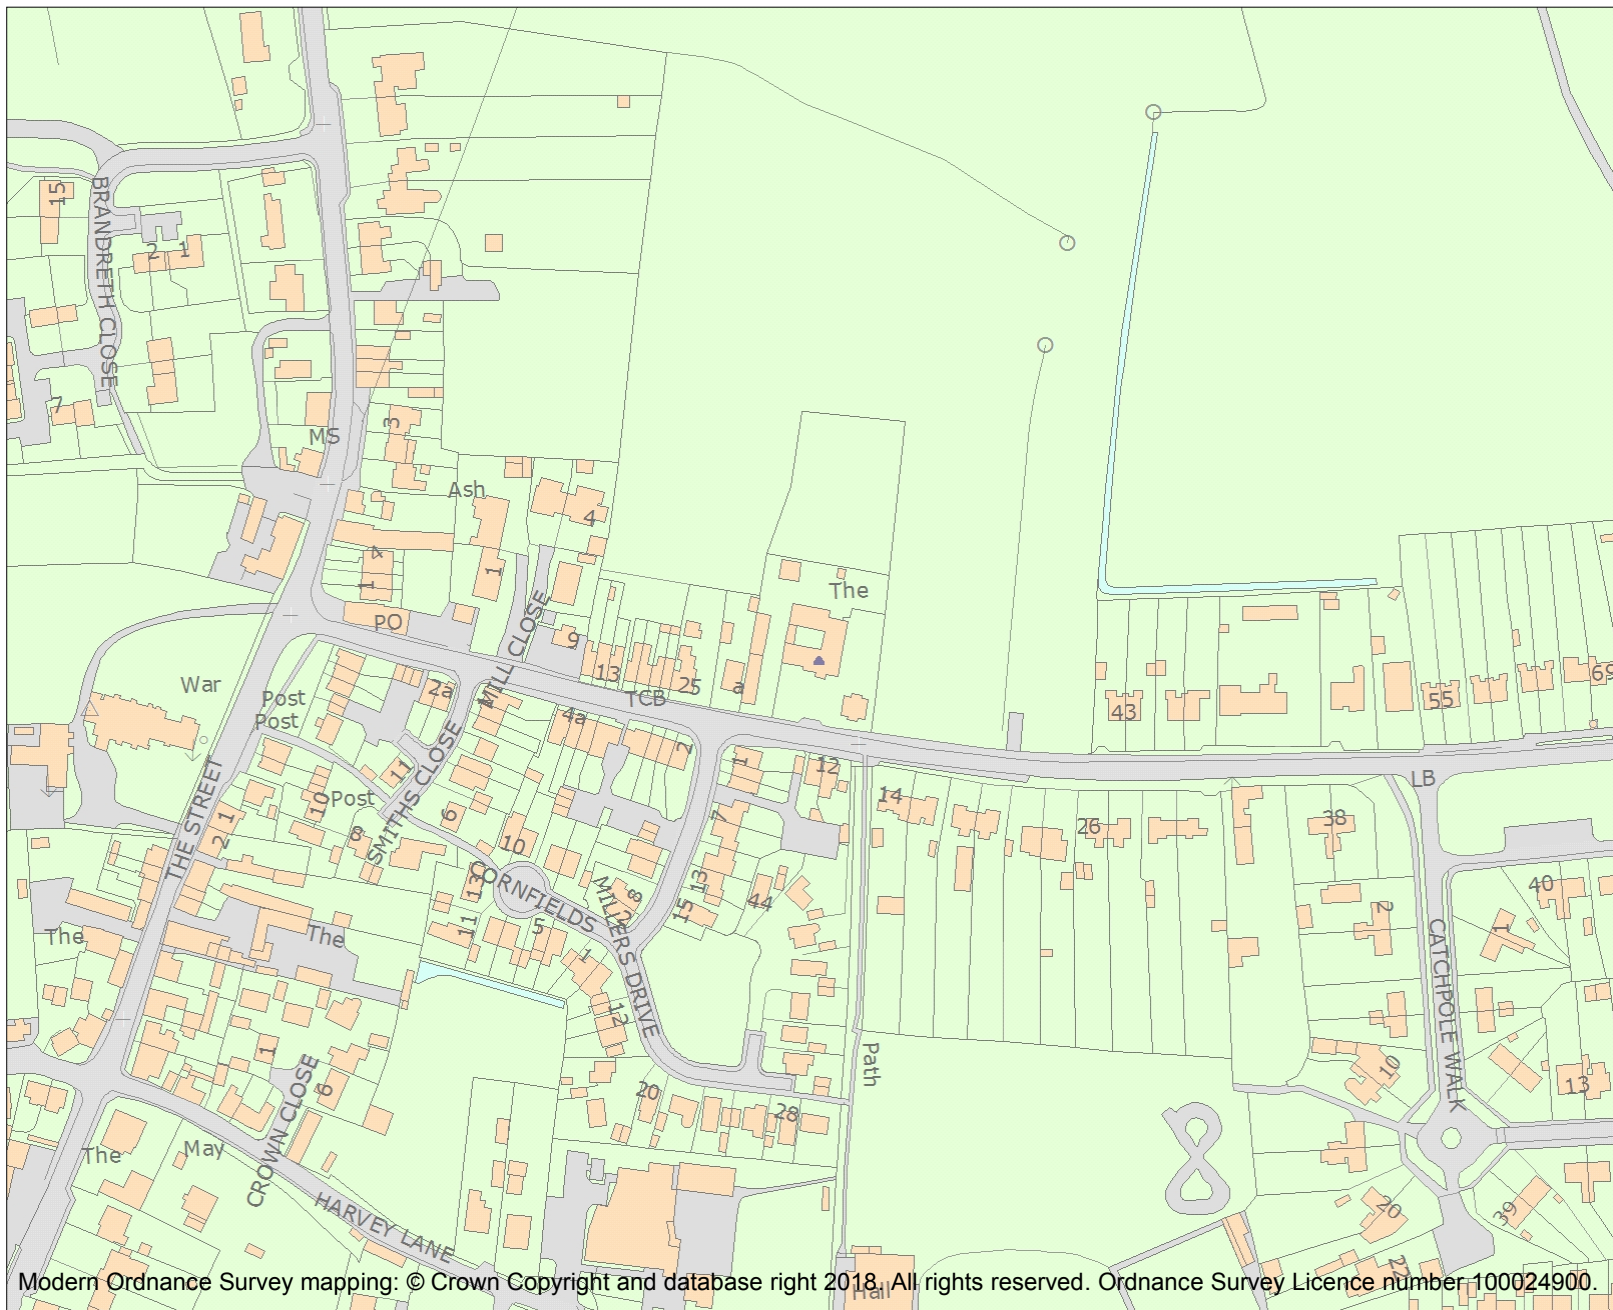 15
BRANDRETH CLOSE
2
1
7
MS
3
Ash
4
4
1
1
The
PO
MILL CLOSE
9
13
25
a
TCB
War
Post
Post
2a
4a
2
1
12
43
55
69
LB
11
SMITHS CLOSE
THE STREET
10
Post
8
6
10
2 1
7
14
26
38
CORNFIELDS
13
11
5
1
MILLERS DRIVE
2
8
13
15
44
12
40
2
1
CATCHPOLE WALK
The
The
1
6
CROWN CLOSE
20
28
Path
10
13
The
May
HARVEY LANE
20
39
22
Hall
Modern Ordnance Survey mapping: © Crown Copyright and database right 2018. All rights reserved. Ordnance Survey Licence number 100024900.